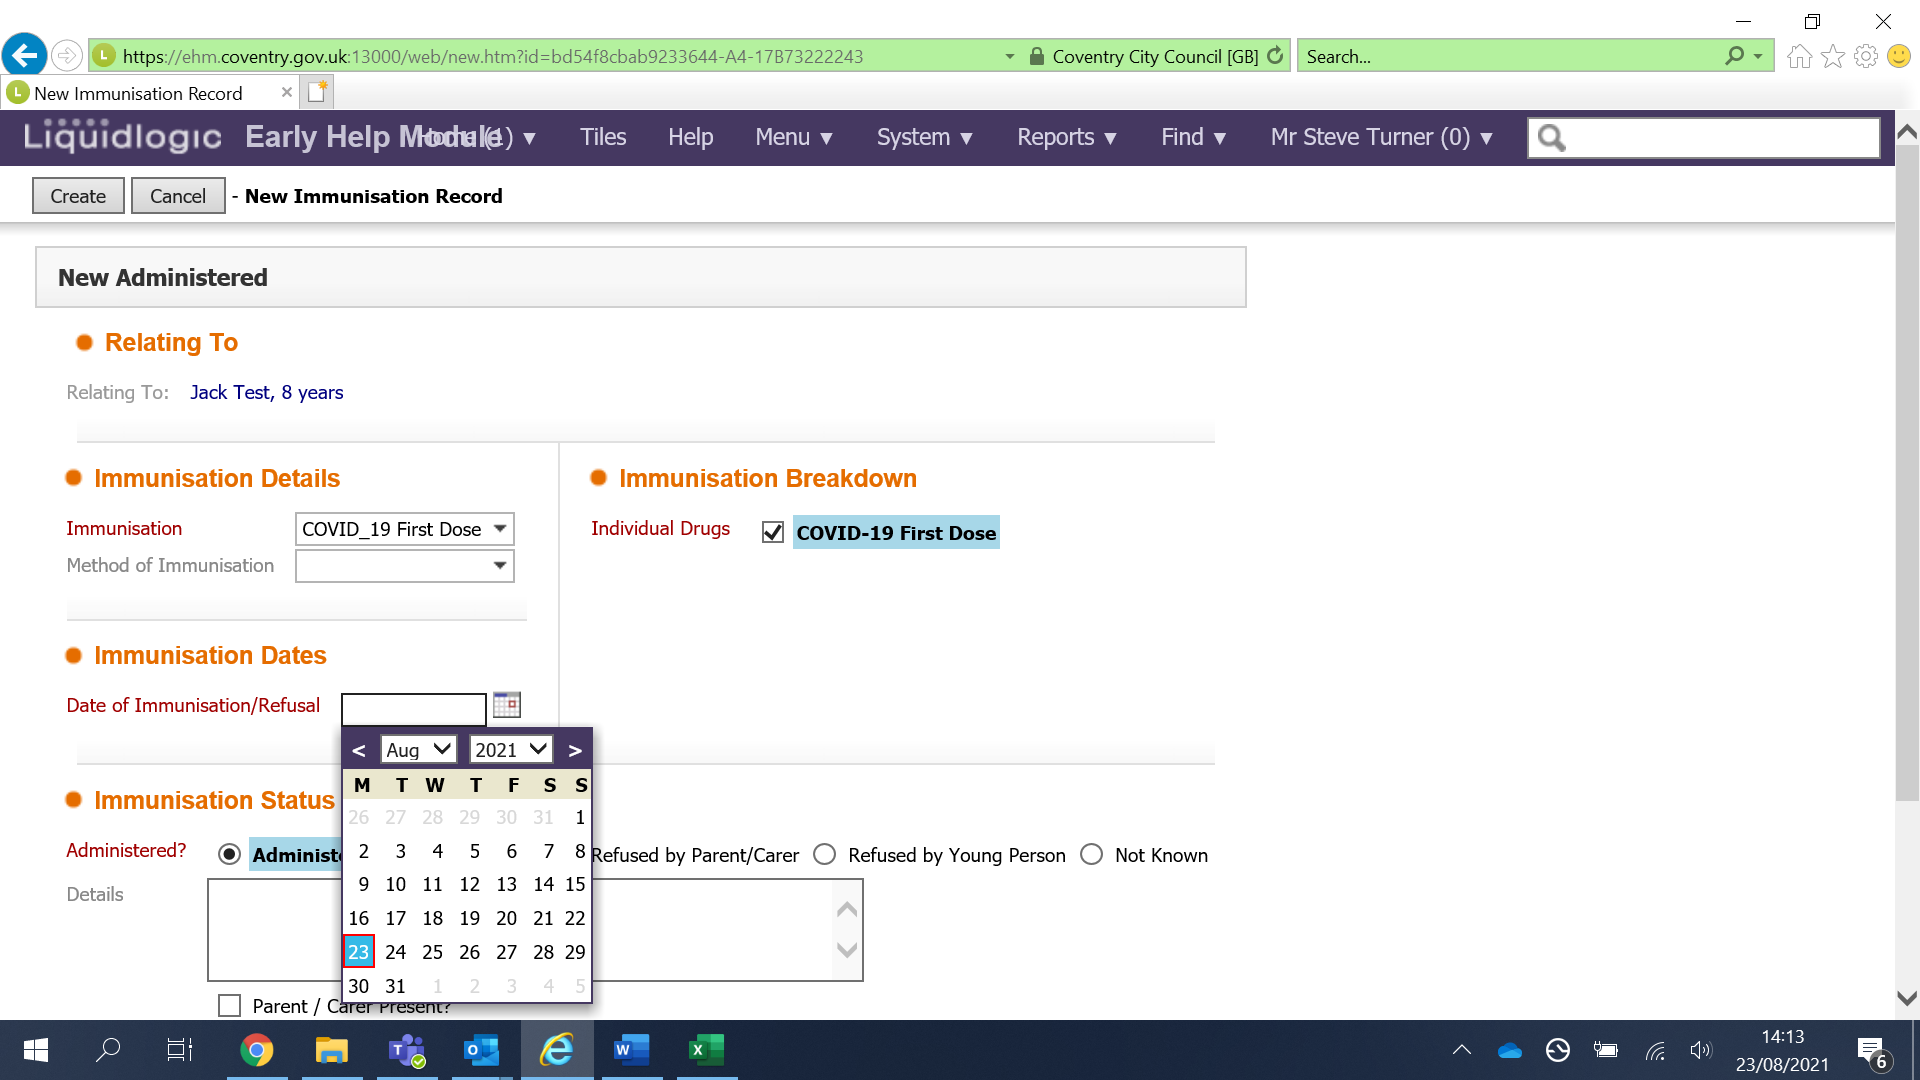 https://ehm.coventry.gov.uk:13000/web/new.htm?id=bd54f8cbab9233644-A4-17B73222243
Coventry City Council [GB]
Search...
New Immunisation Record
Liquidlogic Early Help Module Home (1) ▼ Tiles Help Menu ▼ System ▼ Reports ▼ Find ▼ Mr Steve Turner (0) ▼
Create Cancel - New Immunisation Record
New Administered
Relating To
Relating To: Jack Test, 8 years
Immunisation Details
Immunisation COVID_19 First Dose
Method of Immunisation
Immunisation Breakdown
Individual Drugs COVID-19 First Dose
Immunisation Dates
Date of Immunisation/Refusal
< Aug 2021 >
M T W T F S S
26 27 28 29 30 31 1
2 3 4 5 6 7 8
9 10 11 12 13 14 15
16 17 18 19 20 21 22
23 24 25 26 27 28 29
30 31 1 2 3 4 5
Immunisation Status
Administered? Administe Refused by Parent/Carer Refused by Young Person Not Known
Details
Parent / Carer Present?
14:13
23/08/2021
6